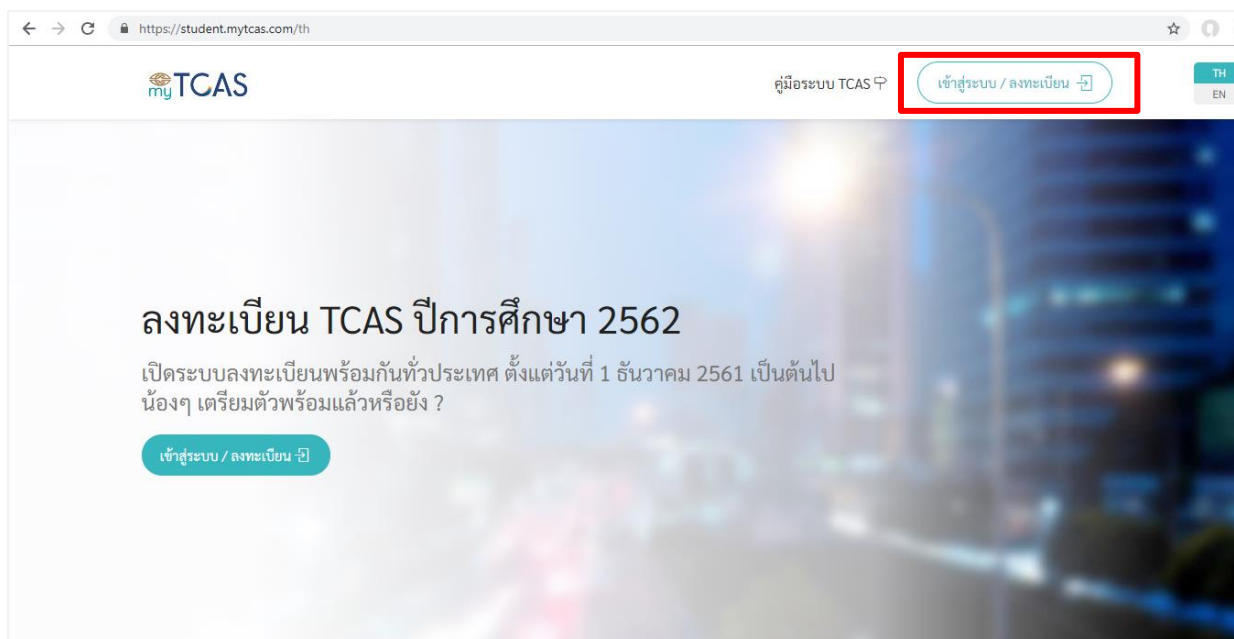 https://student.mytcas.com/th
myTCAS
คู่มือระบบ TCAS
เข้าสู่ระบบ / ลงทะเบียน
TH
EN
ลงทะเบียน TCAS ปีการศึกษา 2562
เปิดระบบลงทะเบียนพร้อมกันทั่วประเทศ ตั้งแต่วันที่ 1 ธันวาคม 2561 เป็นต้นไป
น้องๆ เตรียมตัวพร้อมแล้วหรือยัง ?
เข้าสู่ระบบ / ลงทะเบียน